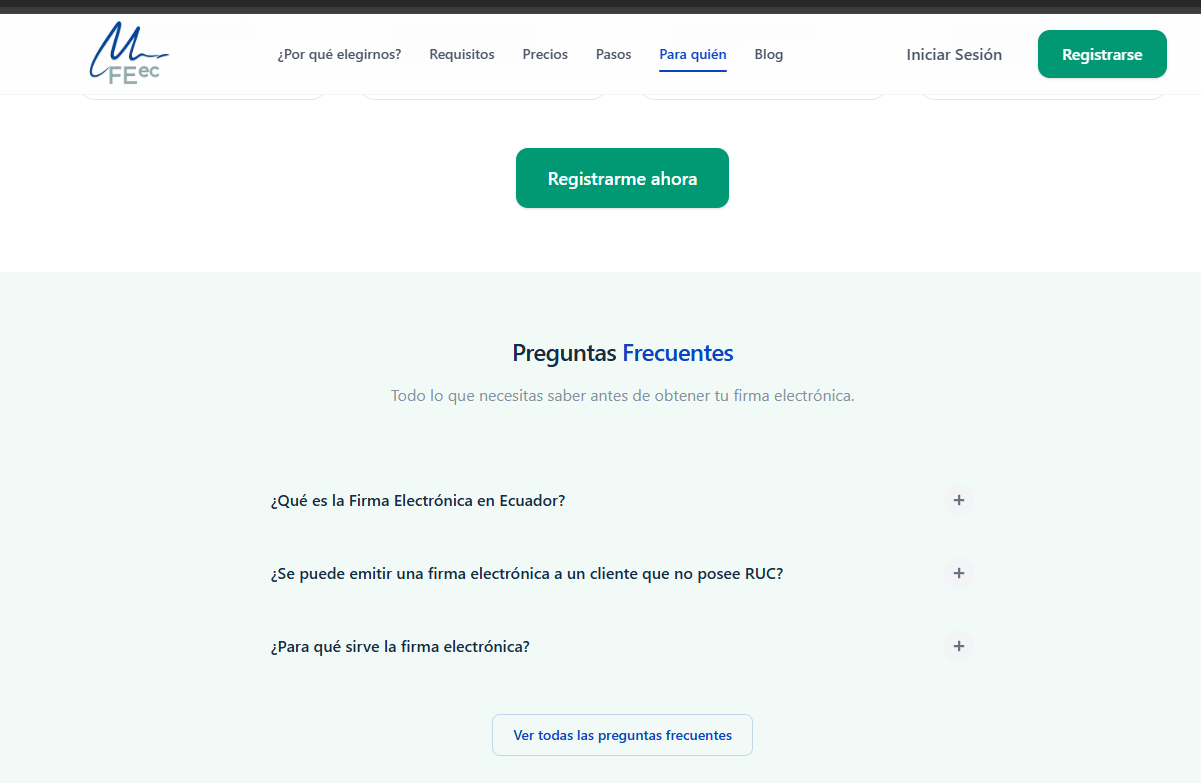 FEec
¿Por qué elegirnos?
Requisitos
Precios
Pasos
Para quién
Blog
Iniciar Sesión
Registrarse
Registrarme ahora
Preguntas Frecuentes
Todo lo que necesitas saber antes de obtener tu firma electrónica.
¿Qué es la Firma Electrónica en Ecuador?
¿Se puede emitir una firma electrónica a un cliente que no posee RUC?
¿Para qué sirve la firma electrónica?
Ver todas las preguntas frecuentes